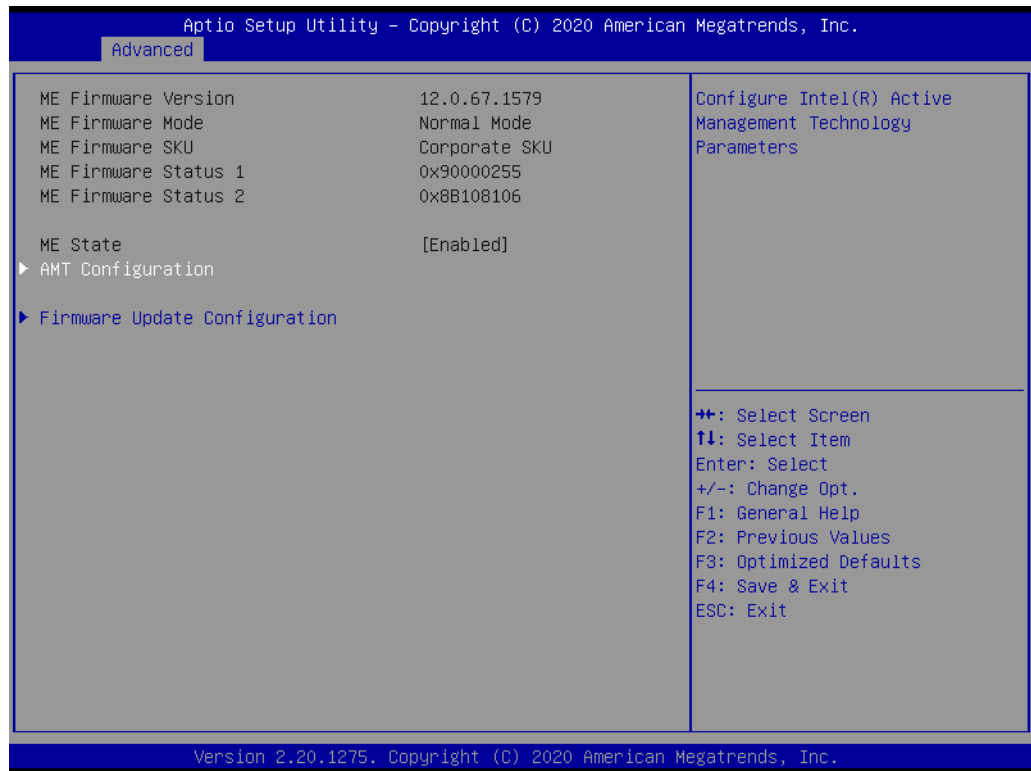 Aptio Setup Utility – Copyright (C) 2020 American Megatrends, Inc.
Advanced
ME Firmware Version 12.0.67.1579
ME Firmware Mode Normal Mode
ME Firmware SKU Corporate SKU
ME Firmware Status 1 0x90000255
ME Firmware Status 2 0x8B108106
ME State [Enabled]
▶ AMT Configuration
▶ Firmware Update Configuration
Configure Intel(R) Active
Management Technology
Parameters
→←: Select Screen
↑↓: Select Item
Enter: Select
+/-: Change Opt.
F1: General Help
F2: Previous Values
F3: Optimized Defaults
F4: Save & Exit
ESC: Exit
Version 2.20.1275. Copyright (C) 2020 American Megatrends, Inc.